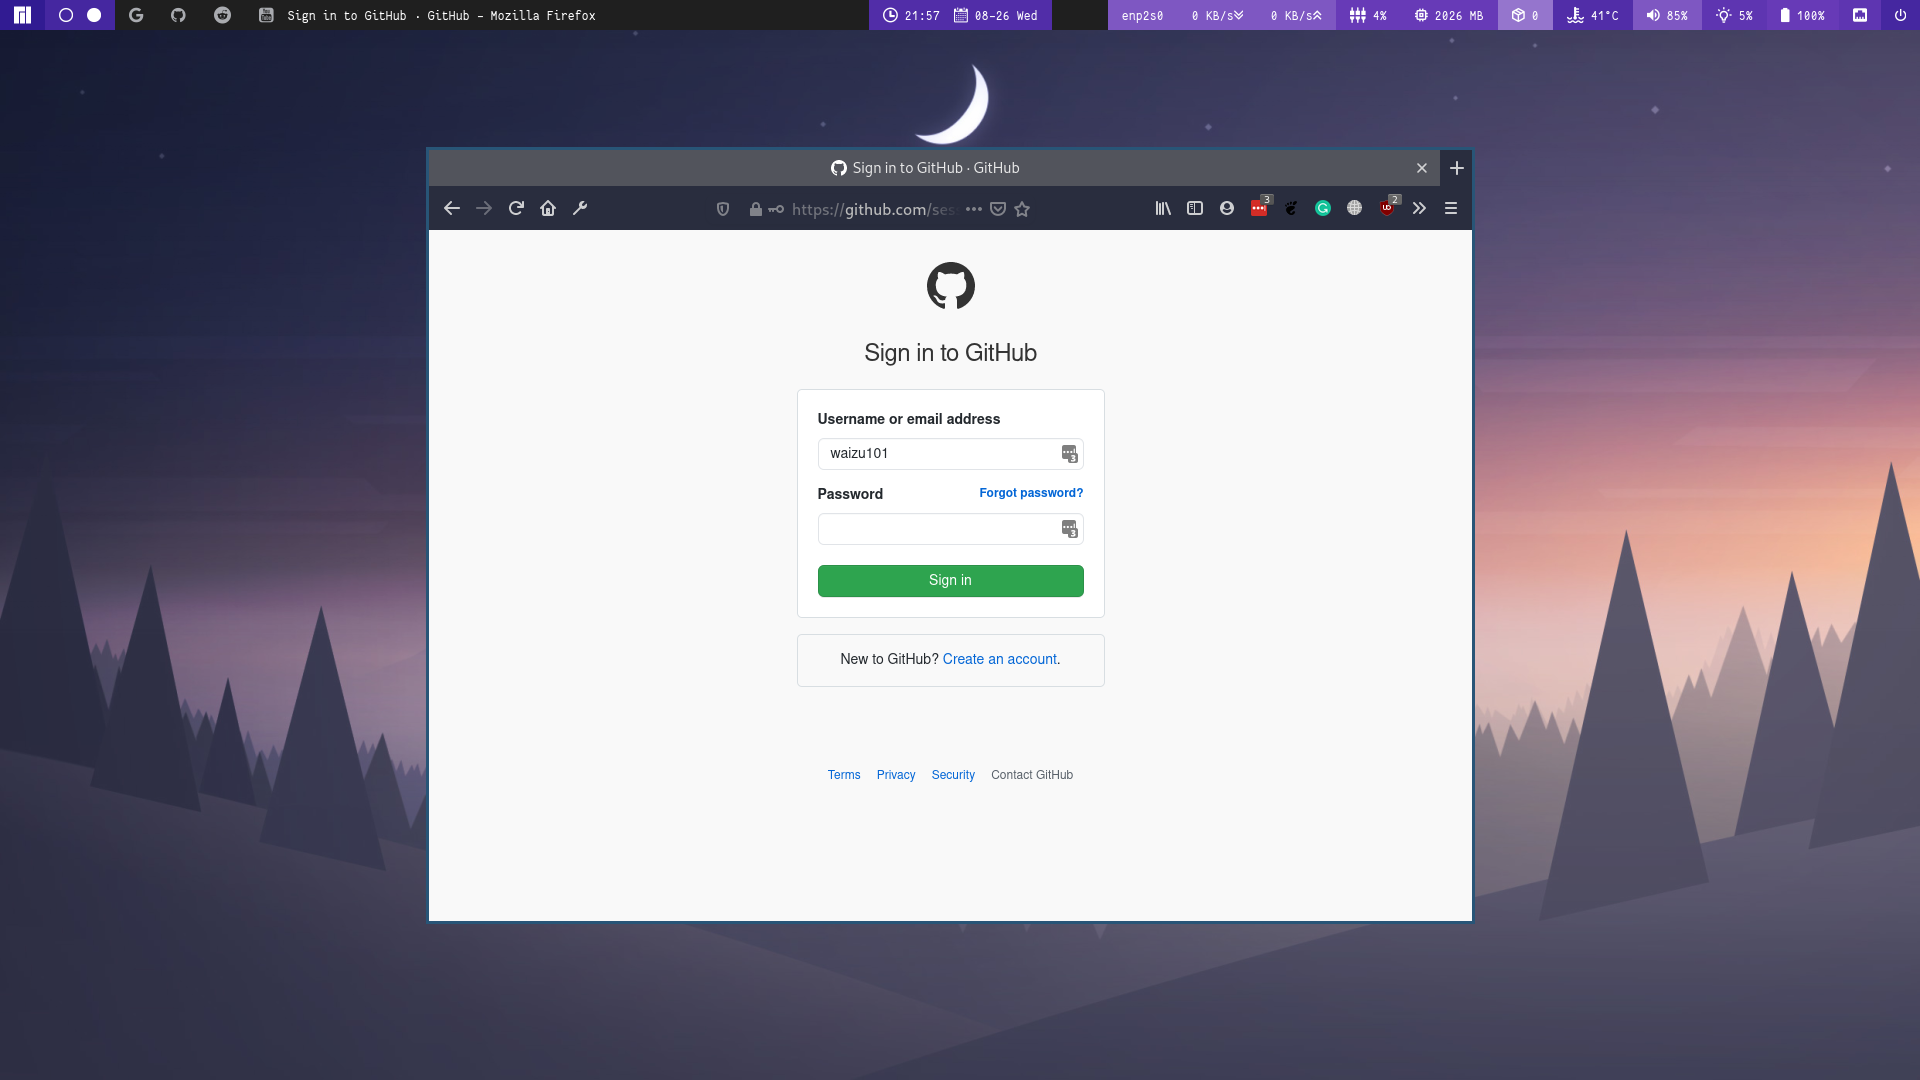 Sign in to GitHub · GitHub - Mozilla Firefox
21:57 08-26 Wed
enp2s0 0 KB/s 0 KB/s 4% 2026 MB 0 41°C 85% 5% 100%
Sign in to GitHub · GitHub
https://github.com/ses
3
2
Sign in to GitHub
Username or email address
waizu101
Password Forgot password?
Sign in
New to GitHub? Create an account.
Terms Privacy Security Contact GitHub